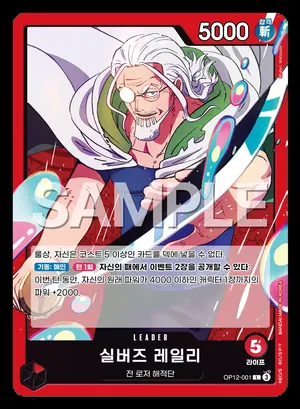 5000
참격
斬
SAMPLE
룰상, 자신은 코스트 5 이상인 카드를 덱에 넣을 수 없다.
기동: 메인 턴 1회 자신의 패에서 이벤트 2장을 공개할 수 있다:
이번 턴 동안, 자신의 원래 파워가 4000 이하인 캐릭터 1장까지의
파워 +2000.
LEADER
실버즈 레일리
전 로저 해적단
5
라이프
OP12-001 L